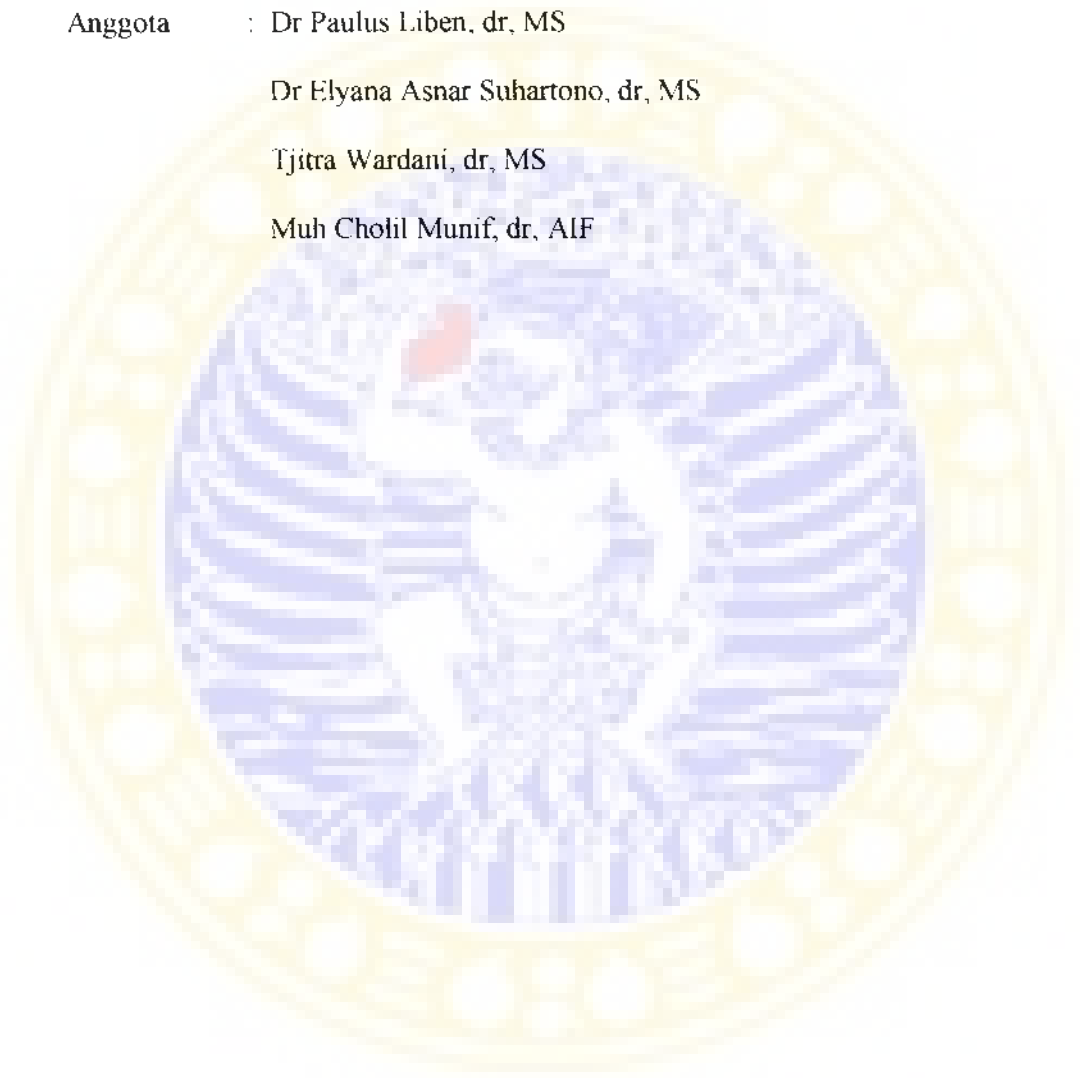 Anggota : Dr Paulus Liben, dr, MS
Dr Elyana Asnar Suhartono, dr, MS
Tjitra Wardani, dr, MS
Muh Cholil Munif, dr, AIF